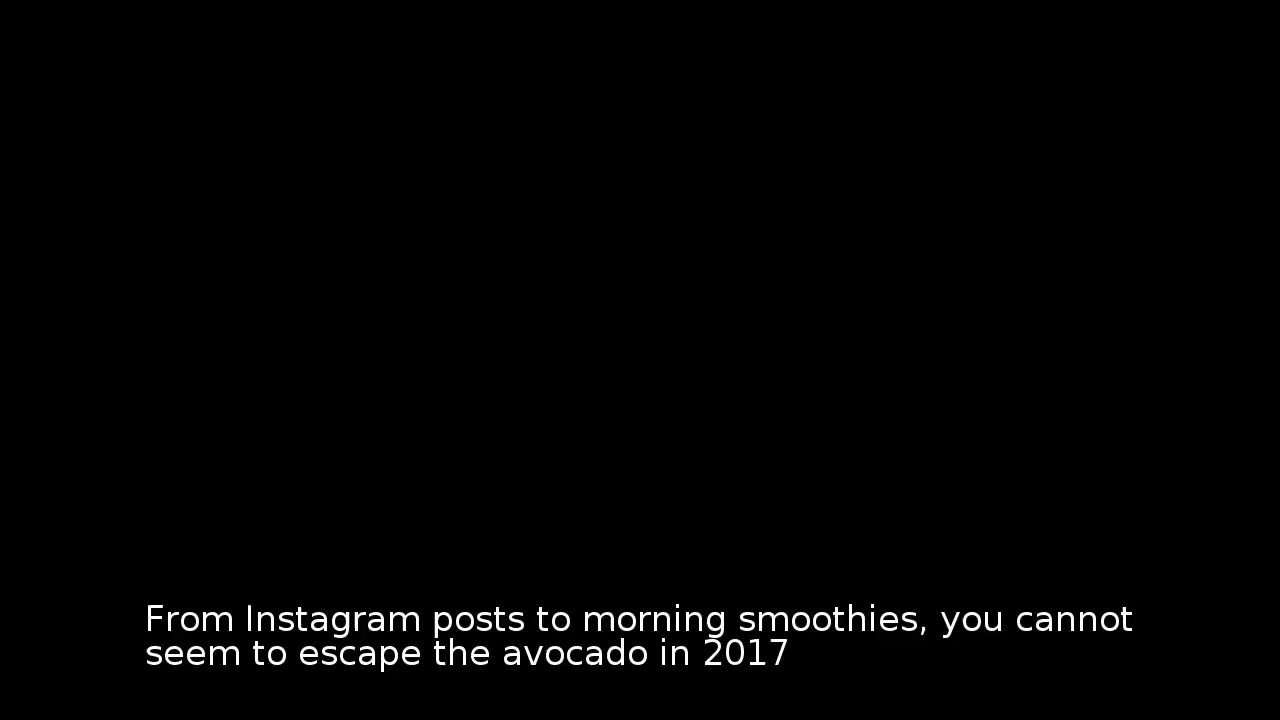 From Instagram posts to morning smoothies, you cannot
seem to escape the avocado in 2017